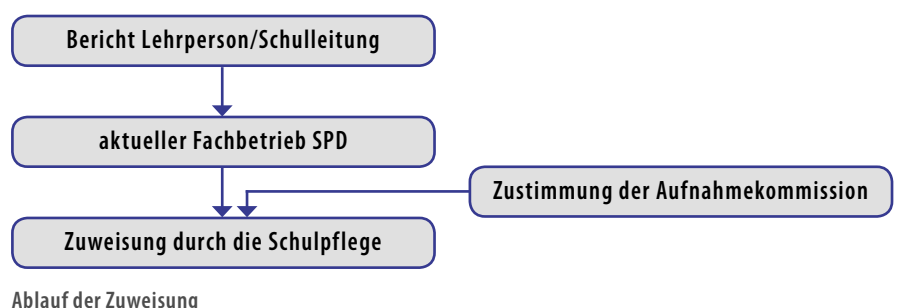 Bericht Lehrperson/Schulleitung
aktueller Fachbetrieb SPD
Zustimmung der Aufnahmekommission
Zuweisung durch die Schulpflege
Ablauf der Zuweisung